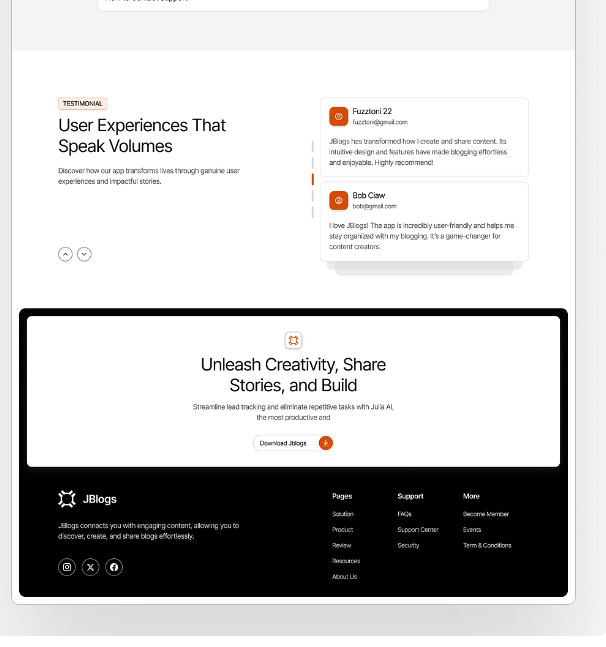 TESTIMONIAL
User Experiences That
Speak Volumes
Discover how our app transforms lives through genuine user
experiences and impactful stories.
Fuzztoni 22
fuzztoni@gmail.com
JBlogs has transformed how I create and share content. Its
intuitive design and features have made blogging effortless
and enjoyable. Highly recommend!
Bob Ciaw
bob@gmail.com
I love JBlogs! The app is incredibly user-friendly and helps me
stay organized with my blogging. It's a game-changer for
content creators.
Unleash Creativity, Share
Stories, and Build
Streamline lead tracking and eliminate repetitive tasks with Julia AI,
the most productive and
Download Jblogs
JBlogs
JBlogs connects you with engaging content, allowing you to
discover, create, and share blogs effortlessly.
Pages
Solution
Product
Review
Resources
About Us
Support
FAQs
Support Center
Security
More
Become Member
Events
Term & Conditions